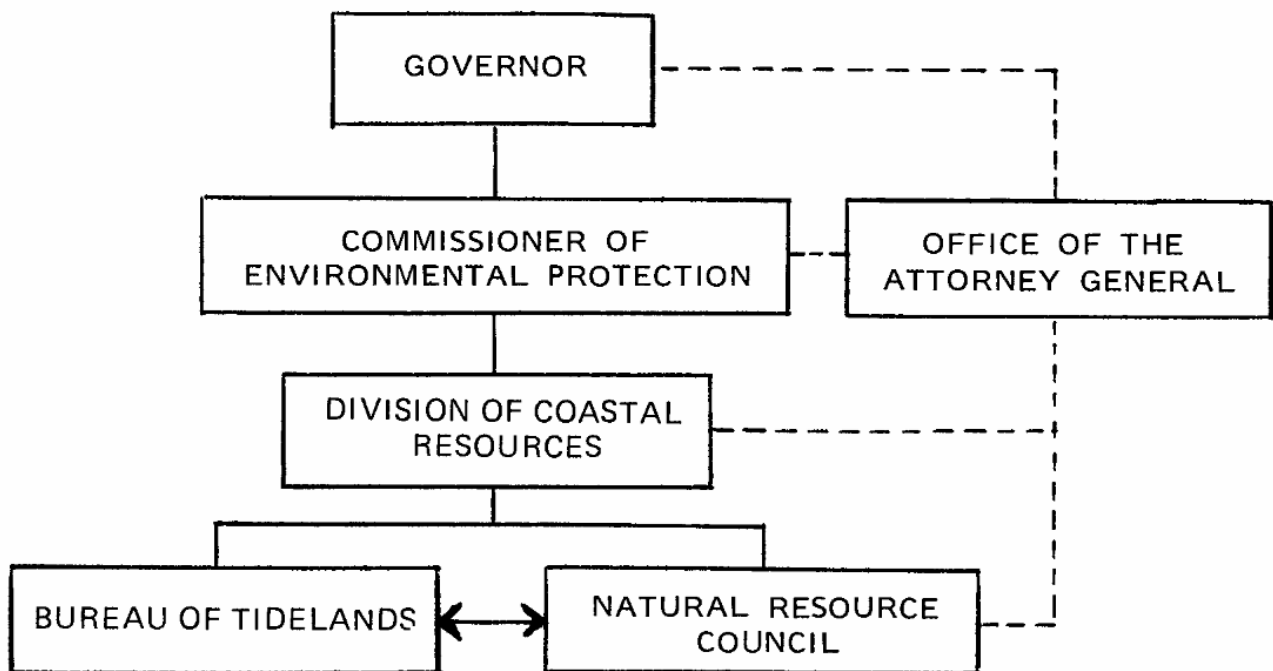 GOVERNOR
COMMISSIONER OF
ENVIRONMENTAL PROTECTION
OFFICE OF THE
ATTORNEY GENERAL
DIVISION OF COASTAL
RESOURCES
BUREAU OF TIDELANDS
NATURAL RESOURCE
COUNCIL